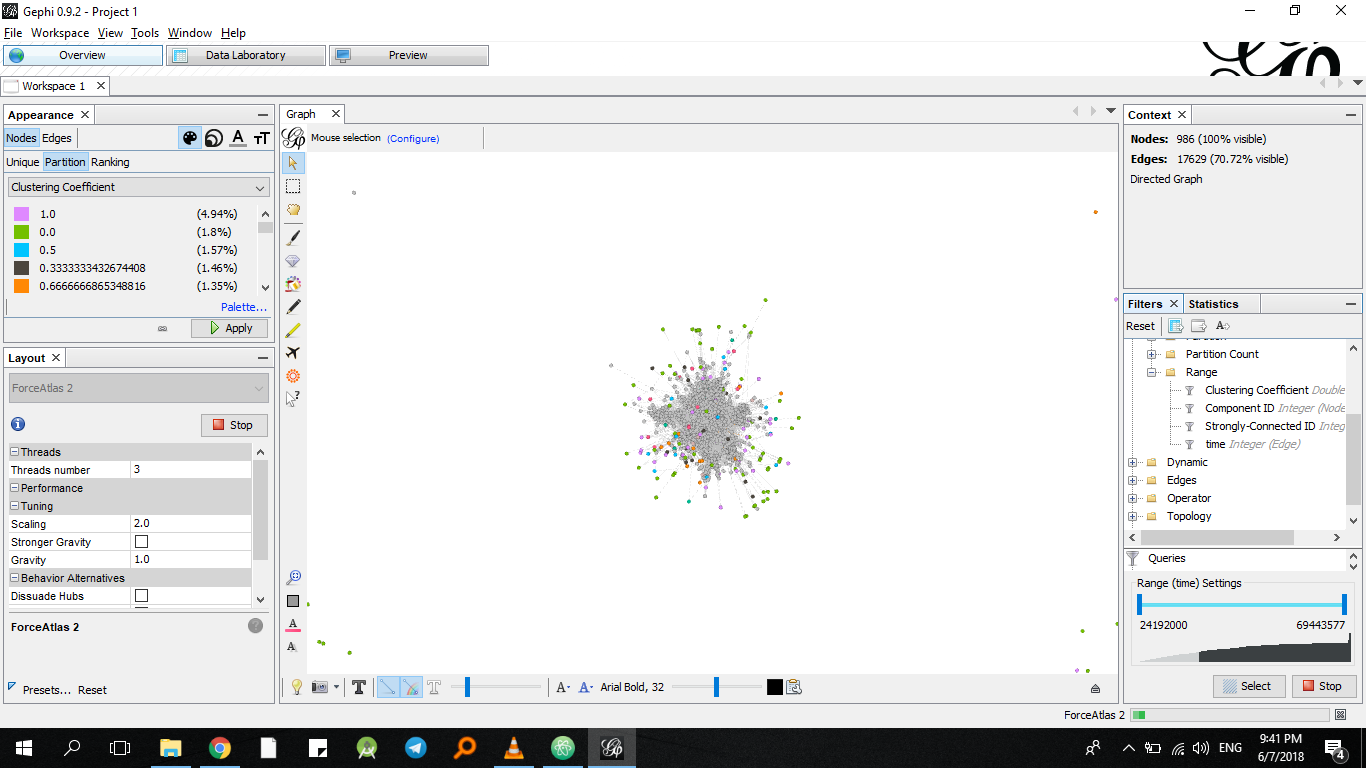 Gephi 0.9.2 - Project 1
File Workspace View Tools Window Help
Overview Data Laboratory Preview
Workspace 1
Appearance
Nodes Edges
Unique Partition Ranking
Clustering Coefficient
1.0 (4.94%)
0.0 (1.8%)
0.5 (1.57%)
0.3333333432674408 (1.46%)
0.6666666865348816 (1.35%)
Palette...
Apply
Layout
ForceAtlas 2
Stop
Threads
Threads number 3
Performance
Tuning
Scaling 2.0
Stronger Gravity
Gravity 1.0
Behavior Alternatives
Dissuade Hubs
ForceAtlas 2
Presets... Reset
Graph
Mouse selection (Configure)
Arial Bold, 32
Context
Nodes: 986 (100% visible)
Edges: 17629 (70.72% visible)
Directed Graph
Filters Statistics
Reset
Partition Count
Range
Clustering Coefficient Double
Component ID Integer (Node
Strongly-Connected ID Integ
time Integer (Edge)
Dynamic
Edges
Operator
Topology
Queries
Range (time) Settings
24192000 69443577
Select Stop
ForceAtlas 2
ENG
9:41 PM
6/7/2018
4